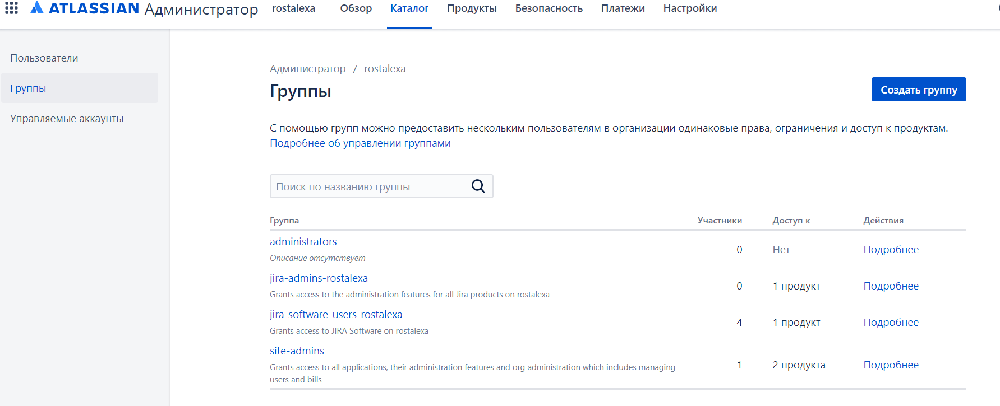 ATLASSIAN Администратор rostalexa Обзор Каталог Продукты Безопасность Платежи Настройки
Пользователи
Группы
Управляемые аккаунты
Администратор / rostalexa
Группы
Создать группу
С помощью групп можно предоставить нескольким пользователям в организации одинаковые права, ограничения и доступ к продуктам.
Подробнее об управлении группами
Поиск по названию группы
Группа Участники Доступ к Действия
administrators
Описание отсутствует
0 Нет Подробнее
jira-admins-rostalexa
Grants access to the administration features for all Jira products on rostalexa
0 1 продукт Подробнее
jira-software-users-rostalexa
Grants access to JIRA Software on rostalexa
4 1 продукт Подробнее
site-admins
Grants access to all applications, their administration features and org administration which includes managing
users and bills
1 2 продукта Подробнее